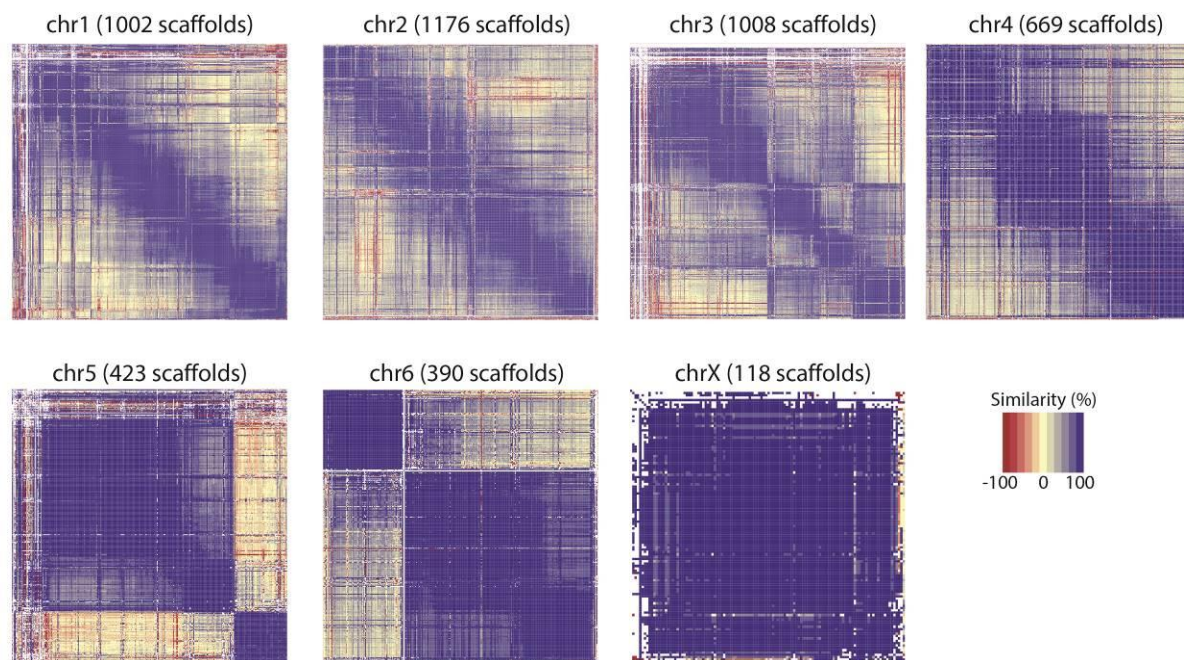 chr1 (1002 scaffolds)
chr2 (1176 scaffolds)
chr3 (1008 scaffolds)
chr4 (669 scaffolds)
chr5 (423 scaffolds)
chr6 (390 scaffolds)
chrX (118 scaffolds)
Similarity (%)
-100 0 100